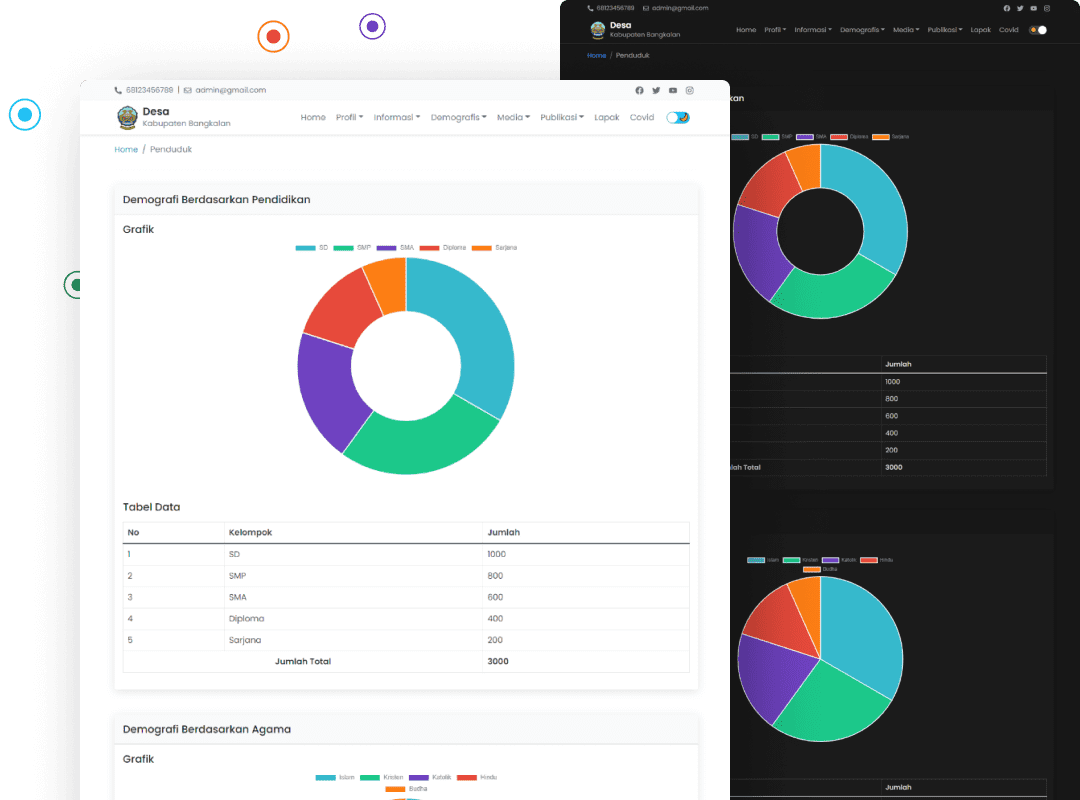 68123456789 | admin@gmail.com
Desa
Kabupaten Bangkalan
Home Profil Informasi Demografis Media Publikasi Lapak Covid
Home / Penduduk
Demografi Berdasarkan Pendidikan
Grafik
SD SMP SMA Diploma Sarjana
Tabel Data
No Kelompok Jumlah
1 SD 1000
2 SMP 800
3 SMA 600
4 Diploma 400
5 Sarjana 200
Jumlah Total 3000
Demografi Berdasarkan Agama
Grafik
Islam Kristen Katolik Hindu
Budha
68123456789 admin@gmail.com
Desa
Kabupaten Bangkalan
Home Profil Informasi Demografis Media Publikasi Lapak Covid
Home / Penduduk
kan
SD SMP SMA Diploma Sarjana
Jumlah
1000
800
600
400
200
lah Total 3000
Islam Kristen Katolik Hindu
Budha
Jumlah